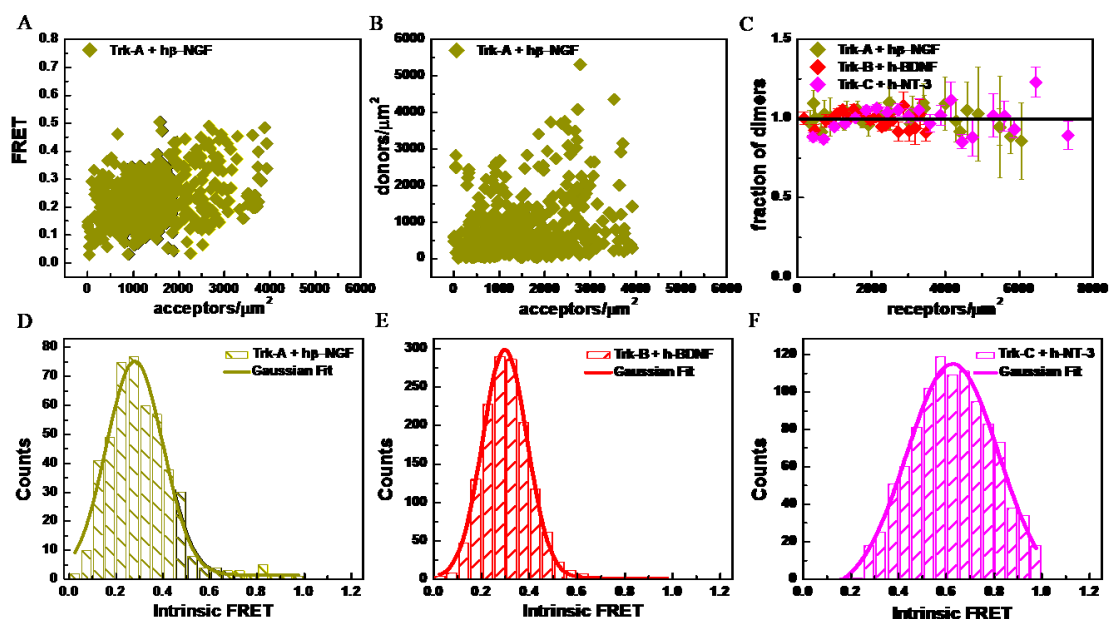 A
Trk-A + hβ-NGF
FRET
0.8
0.7
0.6
0.5
0.4
0.3
0.2
0.1
0.0
0 1000 2000 3000 4000 5000 6000
acceptors/μm²
B
Trk-A + hβ-NGF
donors/μm²
6000
5000
4000
3000
2000
1000
0
0 1000 2000 3000 4000 5000 6000
acceptors/μm²
C
Trk-A + hβ-NGF
Trk-B + h-BDNF
Trk-C + h-NT-3
fraction of dimers
1.5
1.0
0.5
0.0
0 2000 4000 6000 8000
receptors/μm²
D
Trk-A + hβ-NGF
Gaussian Fit
Counts
80
70
60
50
40
30
20
10
0
0.0 0.2 0.4 0.6 0.8 1.0 1.2
Intrinsic FRET
E
Trk-B + h-BDNF
Gaussian Fit
Counts
300
250
200
150
100
50
0
0.0 0.2 0.4 0.6 0.8 1.0 1.2
Intrinsic FRET
F
Trk-C + h-NT-3
Gaussian Fit
Counts
120
100
80
60
40
20
0
0.0 0.2 0.4 0.6 0.8 1.0 1.2
Intrinsic FRET